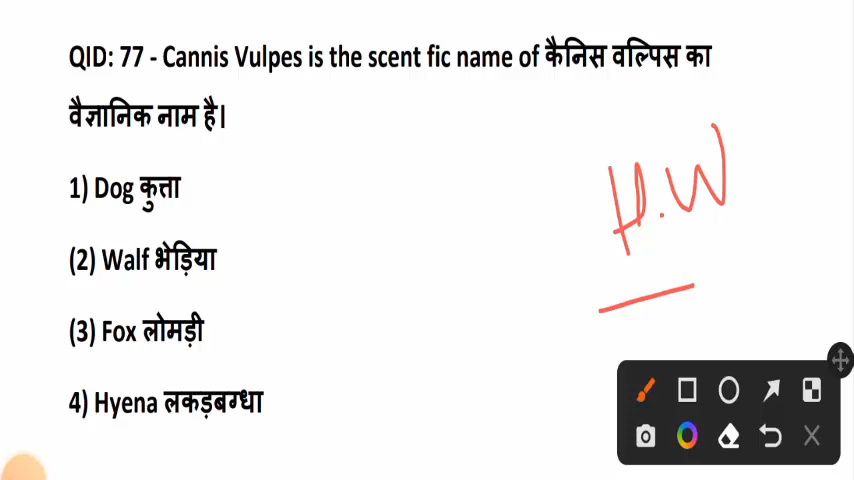 QID: 77 - Cannis Vulpes is the scent fic name of कैनिस वल्पिस का
वैज्ञानिक नाम है।
1) Dog कुत्ता
H.W
(2) Walf भेड़िया
(3) Fox लोमड़ी
4) Hyena लकड़बग्धा